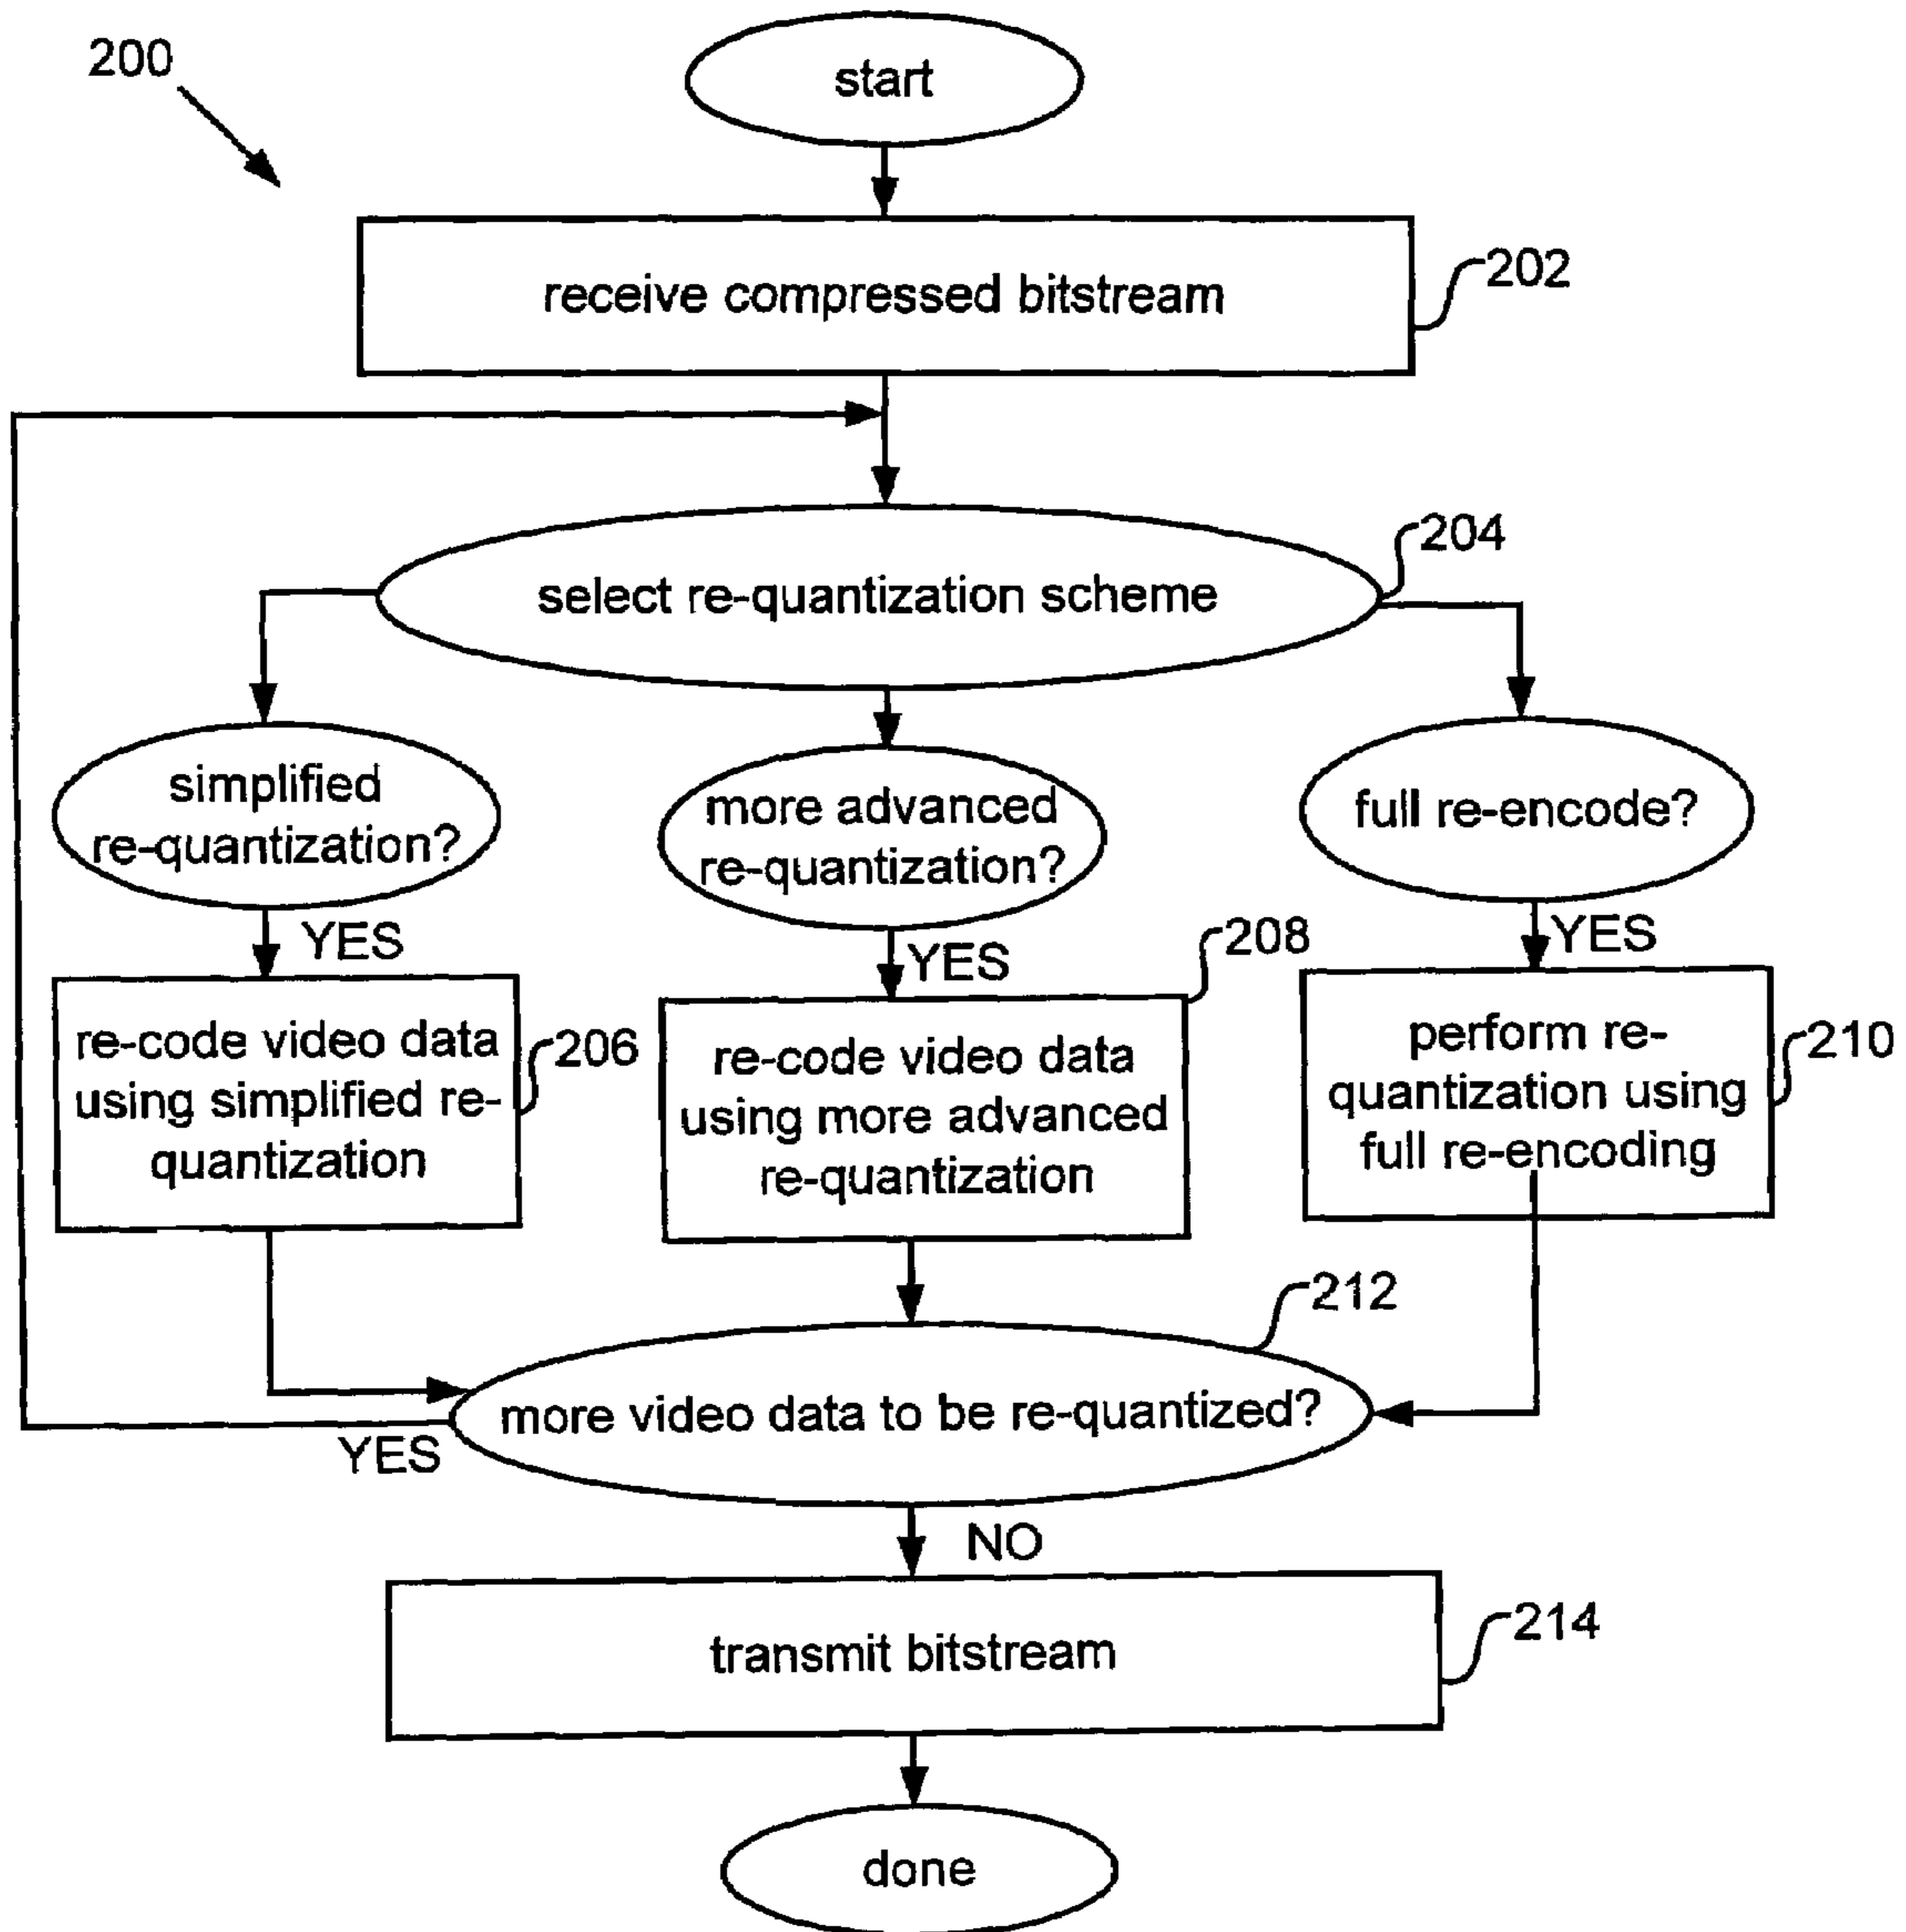 200
start
receive compressed bitstream
202
select re-quantization scheme
204
simplified
re-quantization?
more advanced
re-quantization?
full re-encode?
YES
YES
YES
re-code video data
using simplified re-
quantization
206
re-code video data
using more advanced
re-quantization
208
perform re-
quantization using
full re-encoding
210
more video data to be re-quantized?
212
YES
NO
transmit bitstream
214
done